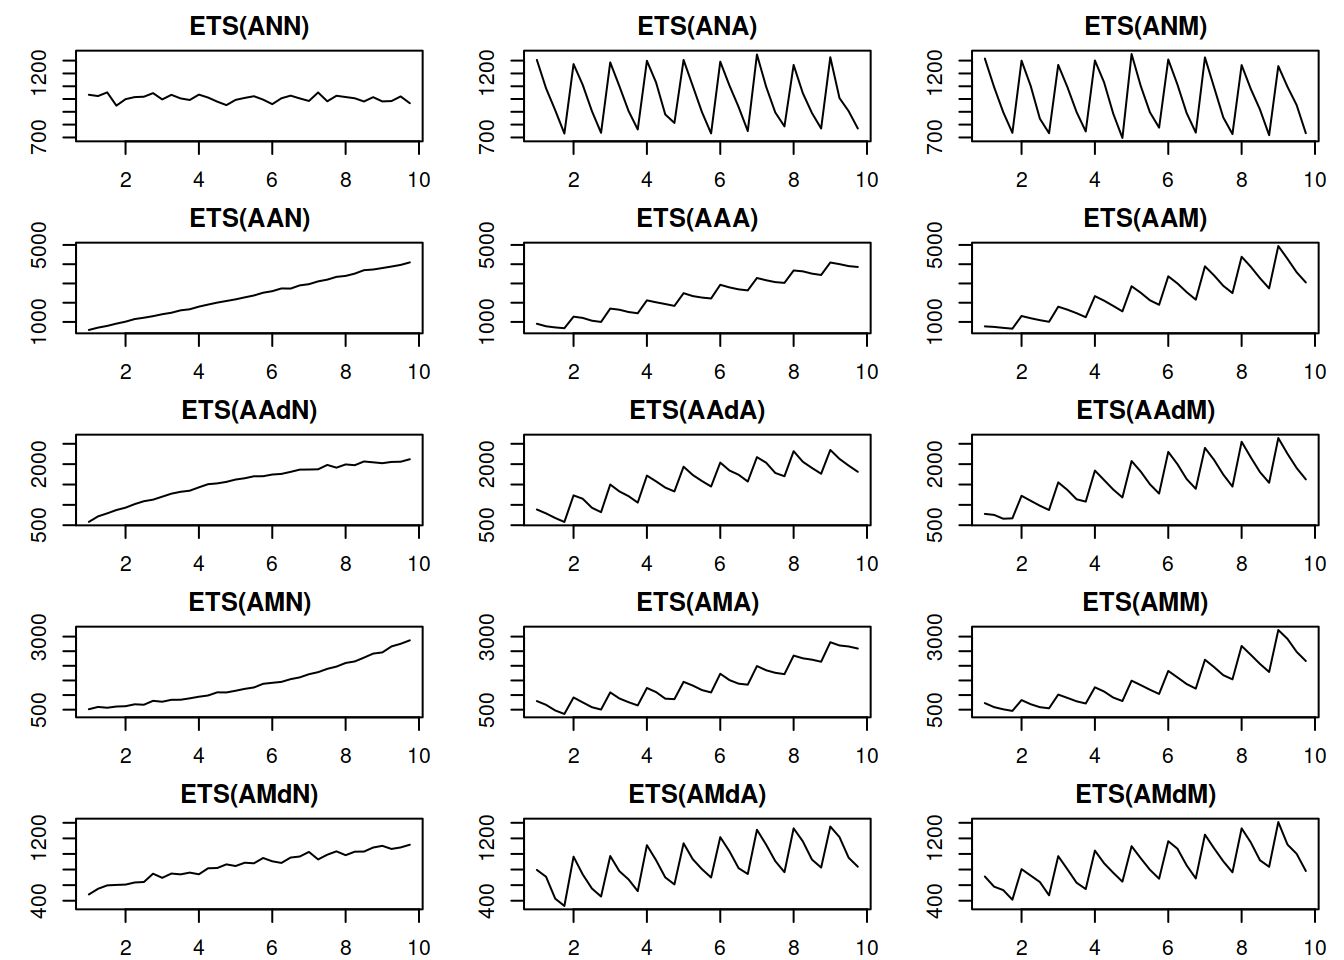 ETS(ANN) ETS(ANA) ETS(ANM)
700 1200 700 1200 700 1200
2 4 6 8 10 2 4 6 8 10 2 4 6 8 10
ETS(AAN) ETS(AAA) ETS(AAM)
1000 5000 1000 5000 1000 5000
2 4 6 8 10 2 4 6 8 10 2 4 6 8 10
ETS(AAdN) ETS(AAdA) ETS(AAdM)
500 2000 500 2000 500 2000
2 4 6 8 10 2 4 6 8 10 2 4 6 8 10
ETS(AMN) ETS(AMA) ETS(AMM)
500 3000 500 3000 500 3000
2 4 6 8 10 2 4 6 8 10 2 4 6 8 10
ETS(AMdN) ETS(AMdA) ETS(AMdM)
400 1200 400 1200 400 1200
2 4 6 8 10 2 4 6 8 10 2 4 6 8 10